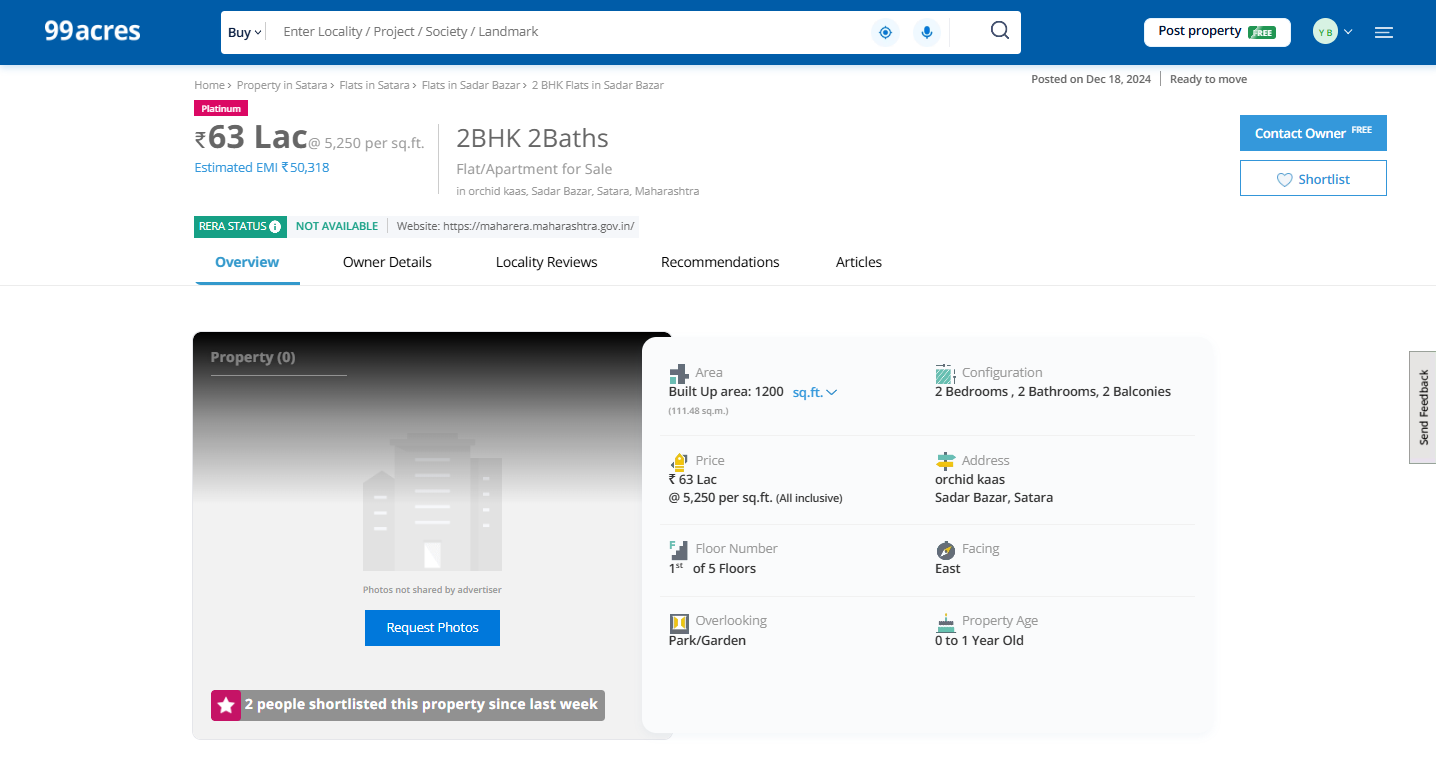 99acres
Buy Enter Locality / Project / Society / Landmark
Post property FREE
Y B
Home › Property in Satara › Flats in Satara › Flats in Sadar Bazar › 2 BHK Flats in Sadar Bazar
Posted on Dec 18, 2024 Ready to move
Platinum
₹63 Lac @ 5,250 per sq.ft.
Estimated EMI ₹ 50,318
2BHK 2Baths
Flat/Apartment for Sale
in orchid kaas, Sadar Bazar, Satara, Maharashtra
Contact Owner FREE
Shortlist
RERA STATUS i NOT AVAILABLE Website: https://maharera.maharashtra.gov.in/
Overview Owner Details Locality Reviews Recommendations Articles
Property (0)
Photos not shared by advertiser
Request Photos
2 people shortlisted this property since last week
Area
Built Up area: 1200 sq.ft.
(111.48 sq.m.)
Configuration
2 Bedrooms , 2 Bathrooms, 2 Balconies
Price
₹ 63 Lac
@ 5,250 per sq.ft. (All inclusive)
Address
orchid kaas
Sadar Bazar, Satara
F Floor Number
1st of 5 Floors
Facing
East
Overlooking
Park/Garden
Property Age
0 to 1 Year Old
Send Feedback